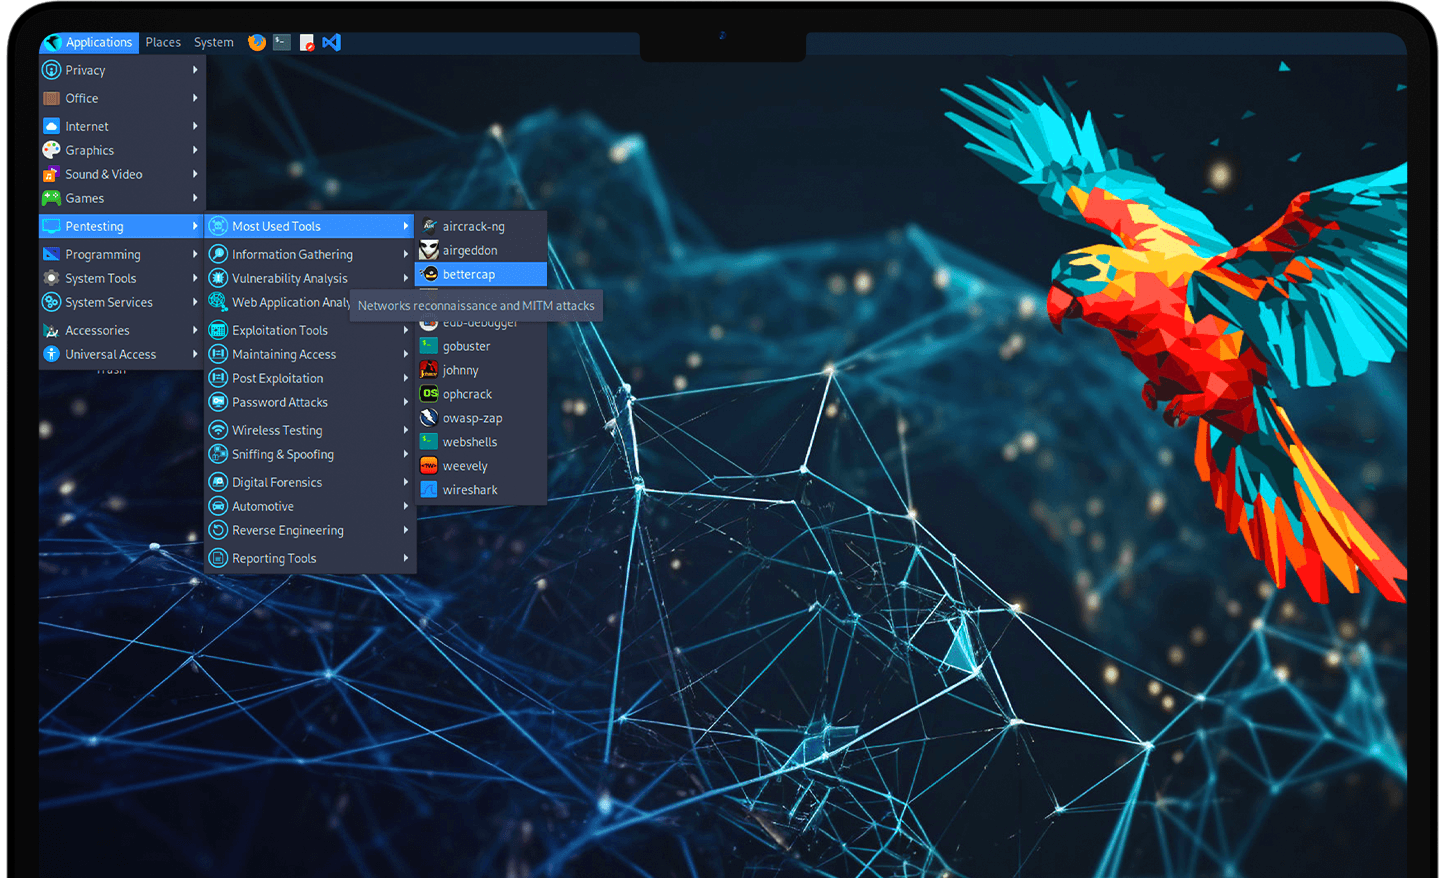 Applications Places System
Privacy
Office
Internet
Graphics
Sound & Video
Games
Pentesting
Programming
System Tools
System Services
Accessories
Universal Access
Trash
Most Used Tools
Information Gathering
Vulnerability Analysis
Web Application Analy
Exploitation Tools
Maintaining Access
Post Exploitation
Password Attacks
Wireless Testing
Sniffing & Spoofing
Digital Forensics
Automotive
Reverse Engineering
Reporting Tools
aircrack-ng
airgeddon
bettercap
Networks reconnaissance and MITM attacks
edb-debugger
gobuster
johnny
ophcrack
owasp-zap
webshells
weevely
wireshark